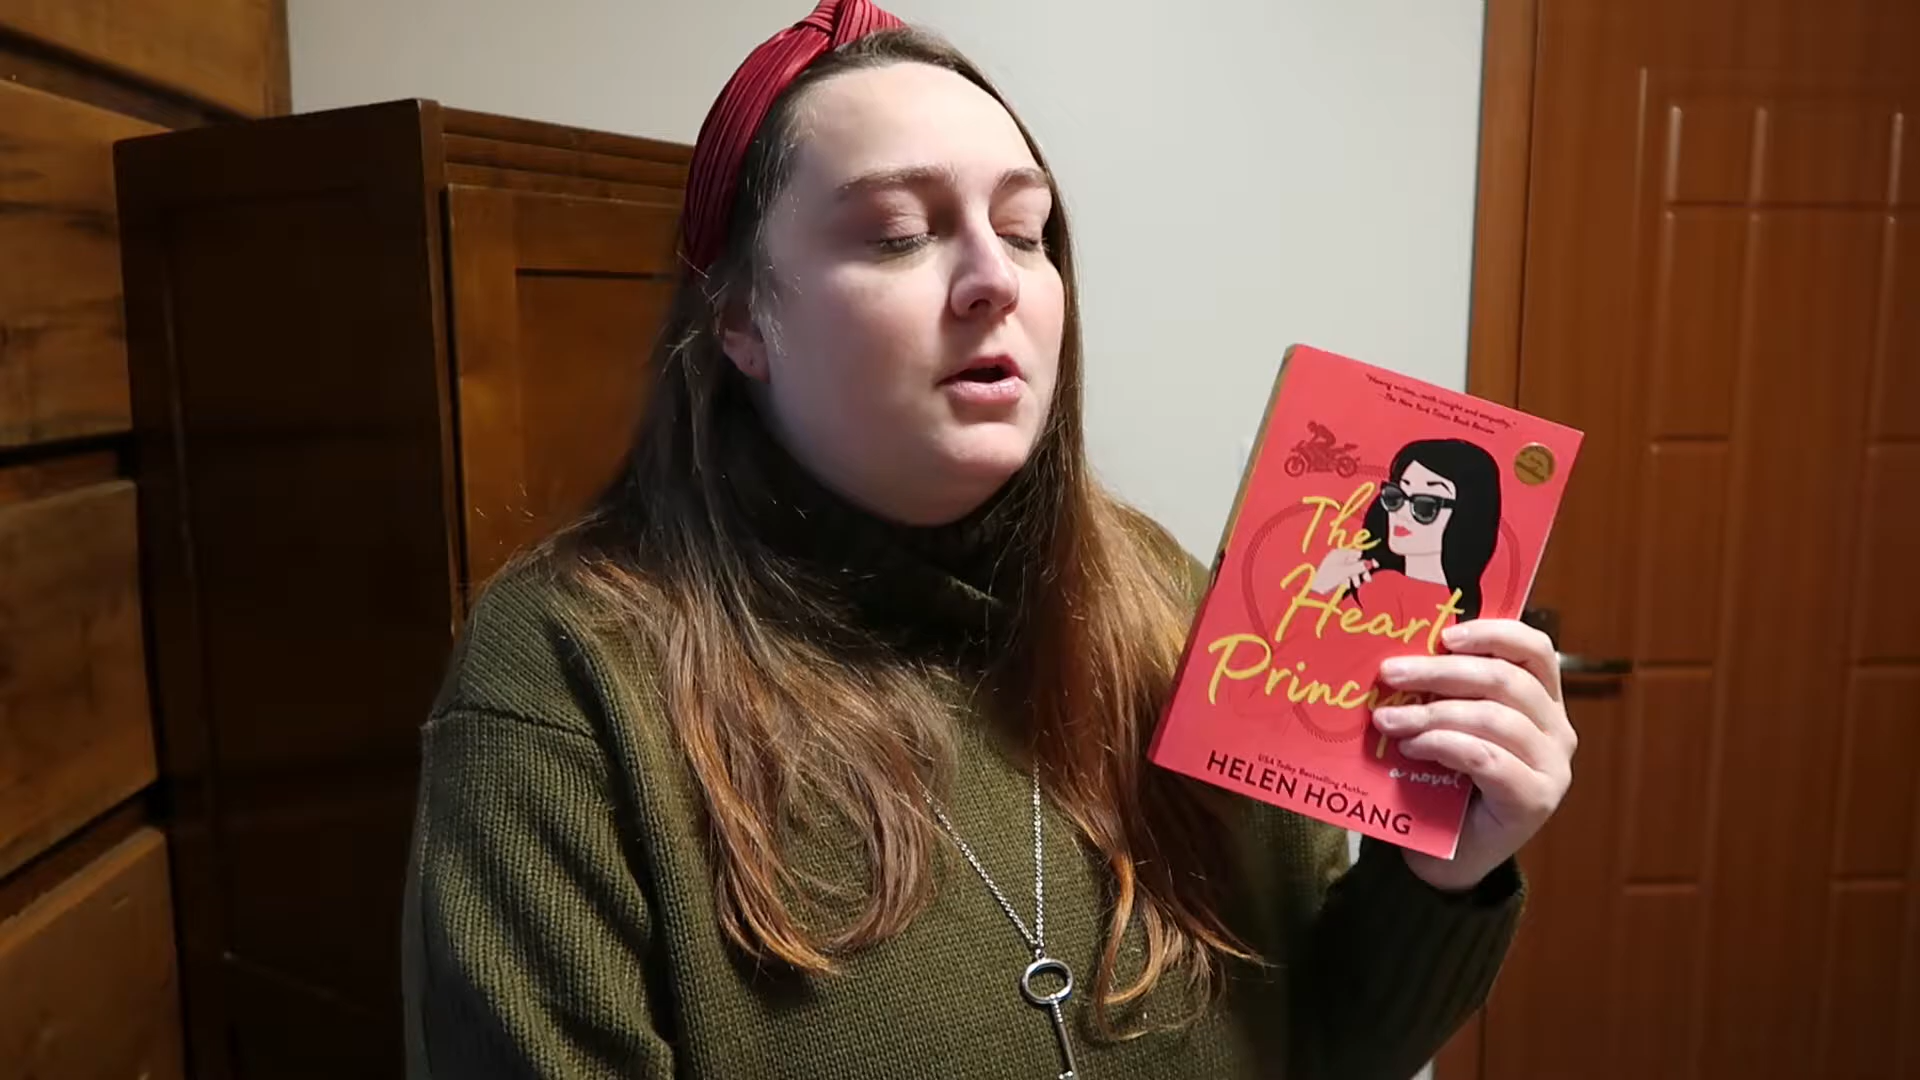 "Hoang writes...with insight and empathy."
—The New York Times Book Review
The
Heart
Princip
a novel
USA Today Bestselling Author
HELEN HOANG